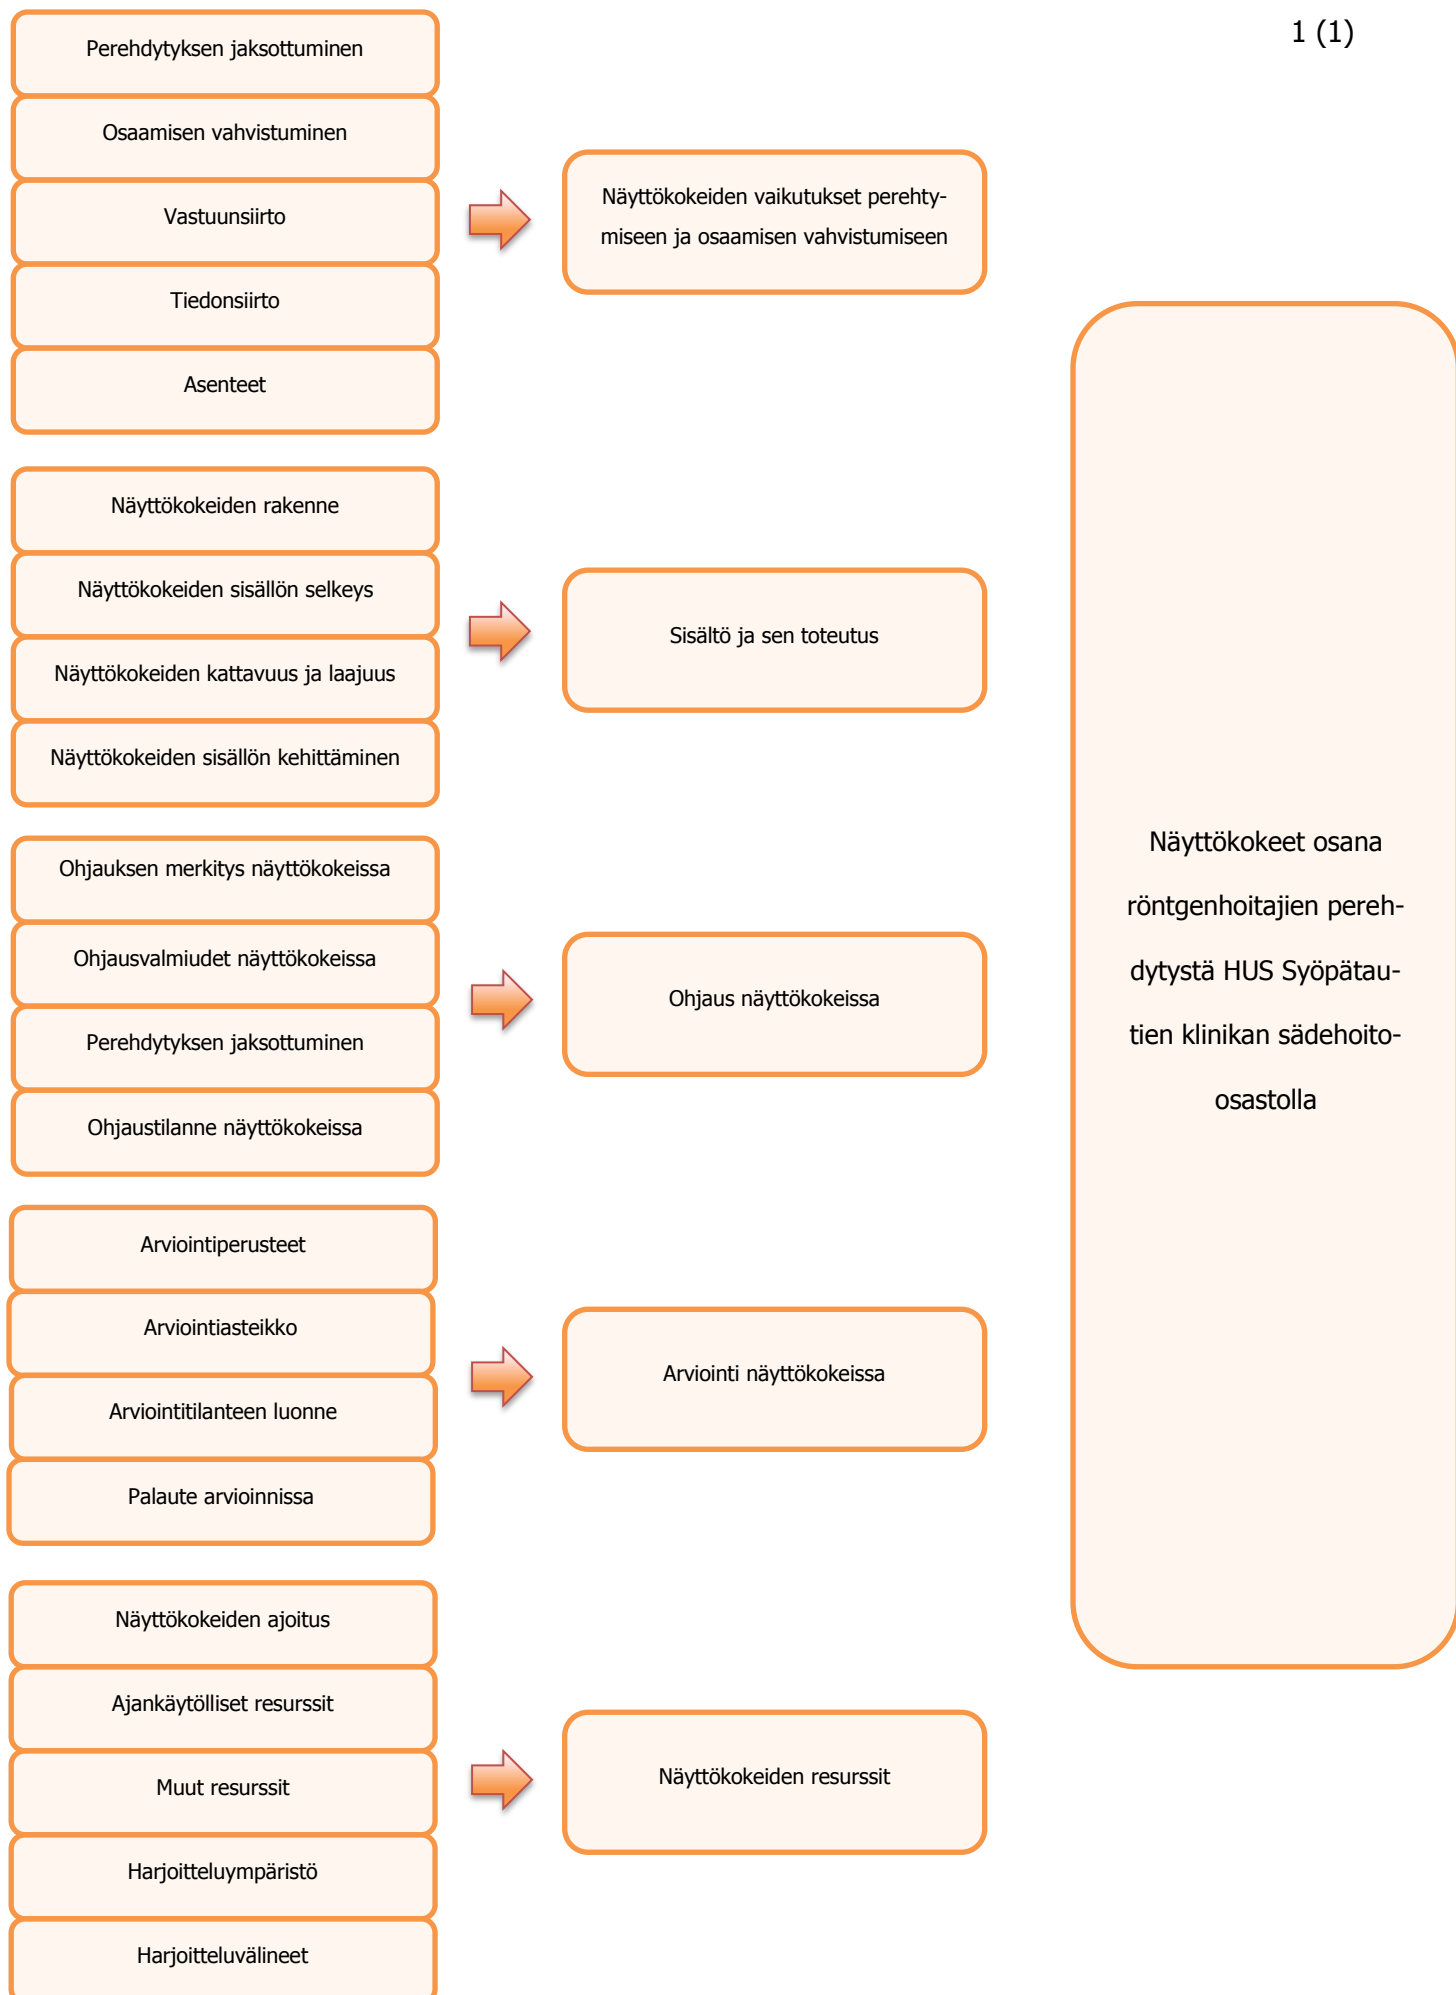 1 (1)
Perehdytyksen jaksottuminen
Osaamisen vahvistuminen
Vastuunsiirto
Tiedonsiirto
Asenteet
Näyttökokeiden vaikutukset perehty-
miseen ja osaamisen vahvistumiseen
Näyttökokeiden rakenne
Näyttökokeiden sisällön selkeys
Näyttökokeiden kattavuus ja laajuus
Näyttökokeiden sisällön kehittäminen
Sisältö ja sen toteutus
Ohjauksen merkitys näyttökokeissa
Ohjausvalmiudet näyttökokeissa
Perehdytyksen jaksottuminen
Ohjaustilanne näyttökokeissa
Ohjaus näyttökokeissa
Arviointiperusteet
Arviointiasteikko
Arviointitilanteen luonne
Palaute arvioinnissa
Arviointi näyttökokeissa
Näyttökokeiden ajoitus
Ajankäytölliset resurssit
Muut resurssit
Harjoitteluympäristö
Harjoitteluvälineet
Näyttökokeiden resurssit
Näyttökokeet osana
röntgenhoitajien pereh-
dytystä HUS Syöpätau-
tien klinikan sädehoito-
osastolla